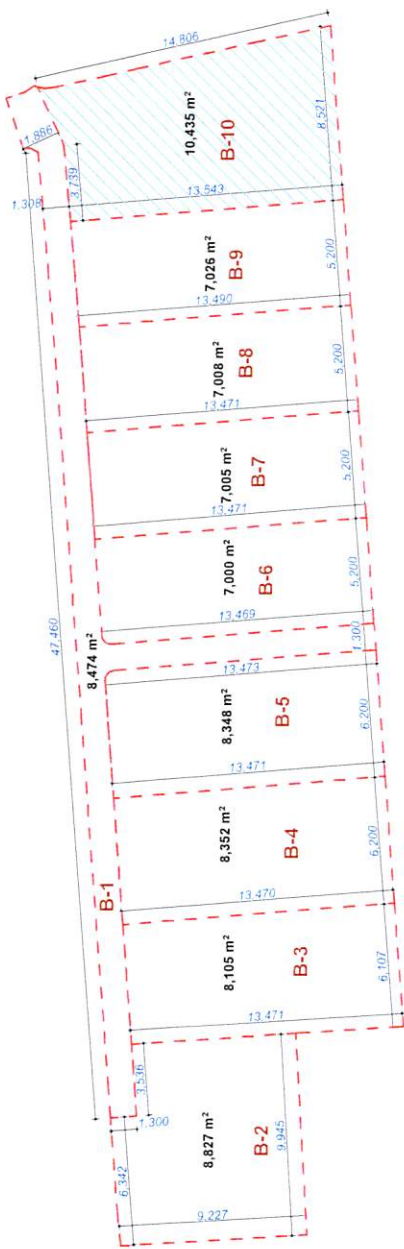 14,806
1,886
10,435 m²
B-10
8,521
3,739
1,308
13,543
7,026 m²
B-9
5,200
13,490
7,008 m²
B-8
5,200
13,471
7,005 m²
B-7
5,200
13,471
47,460
7,000 m²
B-6
5,200
13,469
8,474 m²
1,300
13,473
8,348 m²
B-5
6,200
13,471
8,352 m²
B-4
6,200
B-1
13,470
8,105 m²
B-3
6,107
13,471
3,536
1,300
6,342
8,827 m²
B-2
9,945
9,227